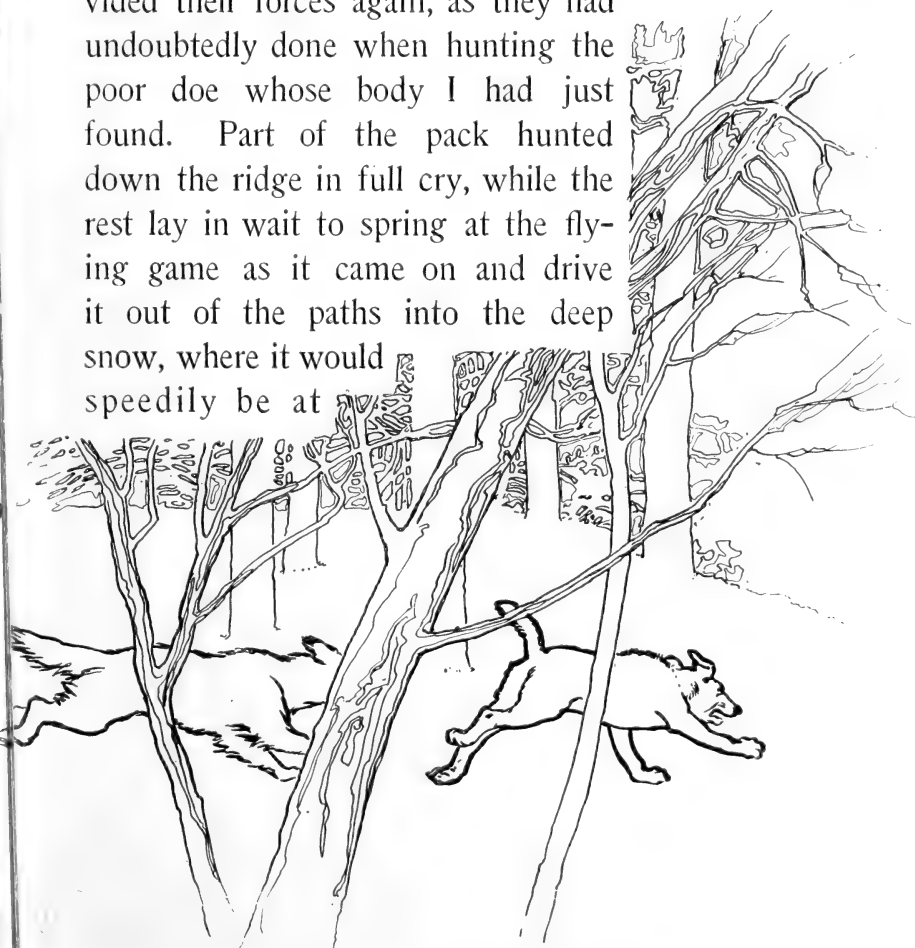 vided their forces again, as they had
undoubtedly done when hunting the
poor doe whose body I had just
found. Part of the pack hunted
down the ridge in full cry, while the
rest lay in wait to spring at the fly-
ing game as it came on and drive
it out of the paths into the deep
snow, where it would
speedily be at